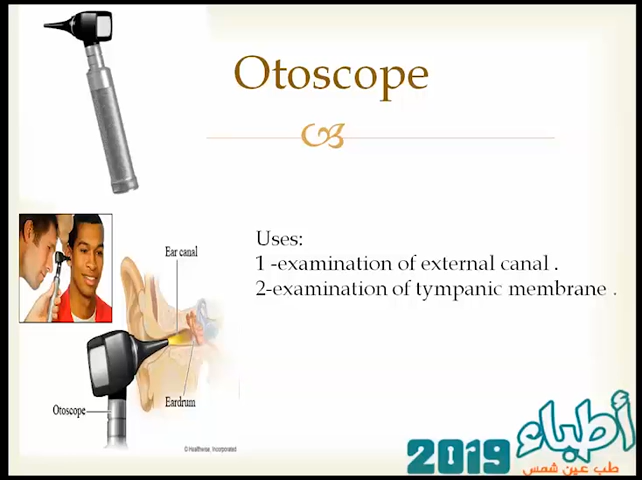 Otoscope
Uses:
1 -examination of external canal .
2-examination of tympanic membrane .
Ear canal
Eardrum
Otoscope
© Healthwise, Incorporated
أطباء
2019
طب عين شمس